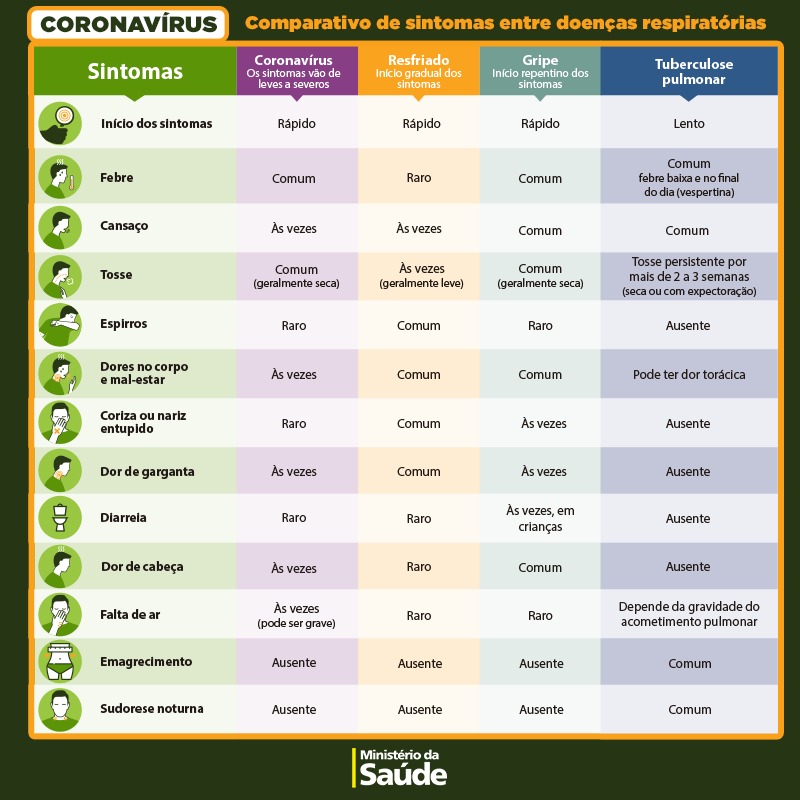 CORONAVÍRUS
Comparativo de sintomas entre doenças respiratórias
Sintomas
Coronavírus
Os sintomas vão de
leves a severos
Resfriado
Início gradual dos
sintomas
Gripe
Início repentino dos
sintomas
Tuberculose
pulmonar
Início dos sintomas
Rápido
Rápido
Rápido
Lento
Febre
Comum
Raro
Comum
Comum
febre baixa e no final
do dia (vespertina)
Cansaço
Às vezes
Às vezes
Comum
Comum
Tosse
Comum
(geralmente seca)
Às vezes
(geralmente leve)
Comum
(geralmente seca)
Tosse persistente por
mais de 2 a 3 semanas
(seca ou com expectoração)
Espirros
Raro
Comum
Raro
Ausente
Dores no corpo
e mal-estar
Às vezes
Comum
Comum
Pode ter dor torácica
Coriza ou nariz
entupido
Raro
Comum
Às vezes
Ausente
Dor de garganta
Às vezes
Comum
Às vezes
Ausente
Diarreia
Raro
Raro
Às vezes, em
crianças
Ausente
Dor de cabeça
Às vezes
Raro
Comum
Ausente
Falta de ar
Às vezes
(pode ser grave)
Raro
Raro
Depende da gravidade do
acometimento pulmonar
Emagrecimento
Ausente
Ausente
Ausente
Comum
Sudorese noturna
Ausente
Ausente
Ausente
Comum
Ministério da
Saúde